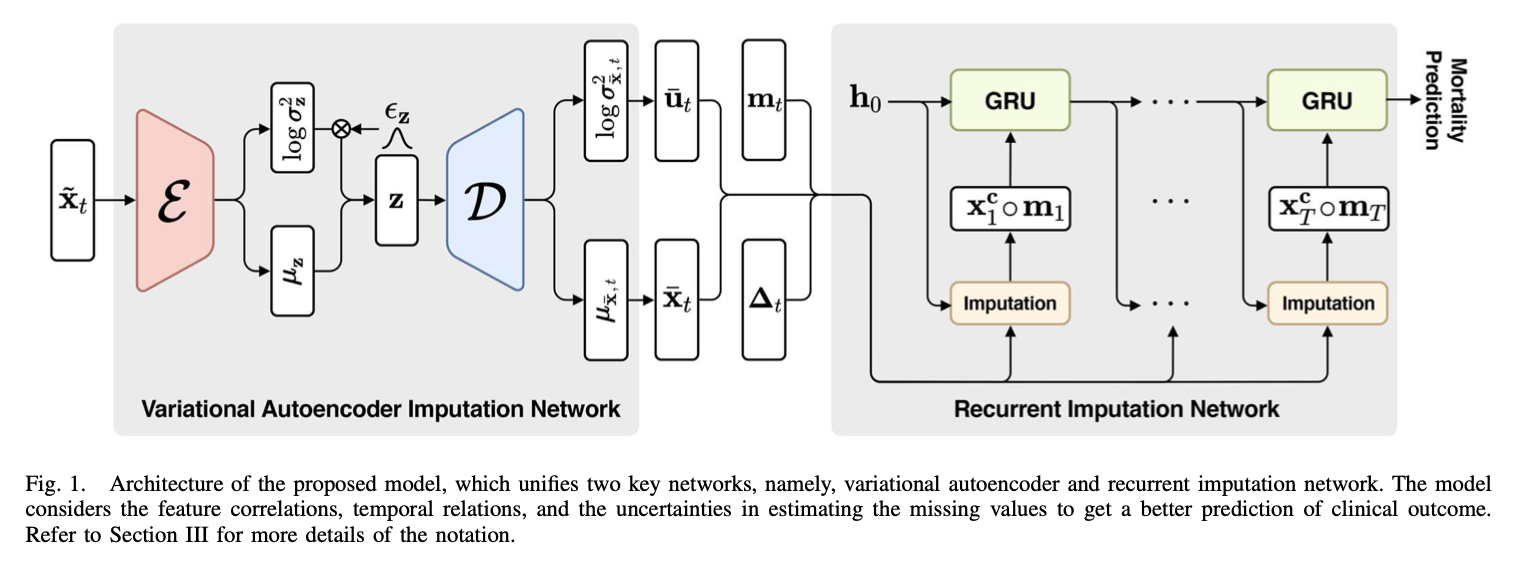 x̃_t
ℰ
log σ²_z
μ_z
ϵ_z
z
𝒟
log σ²_{x̄,t}
μ_{x̄,t}
ū_t
x̄_t
m_t
Δ_t
Variational Autoencoder Imputation Network
h_0
GRU
· · ·
GRU
Mortality
Prediction
x^c_1 ∘ m_1
· · ·
x^c_T ∘ m_T
Imputation
· · ·
Imputation
Recurrent Imputation Network
Fig. 1. Architecture of the proposed model, which unifies two key networks, namely, variational autoencoder and recurrent imputation network. The model
considers the feature correlations, temporal relations, and the uncertainties in estimating the missing values to get a better prediction of clinical outcome.
Refer to Section III for more details of the notation.